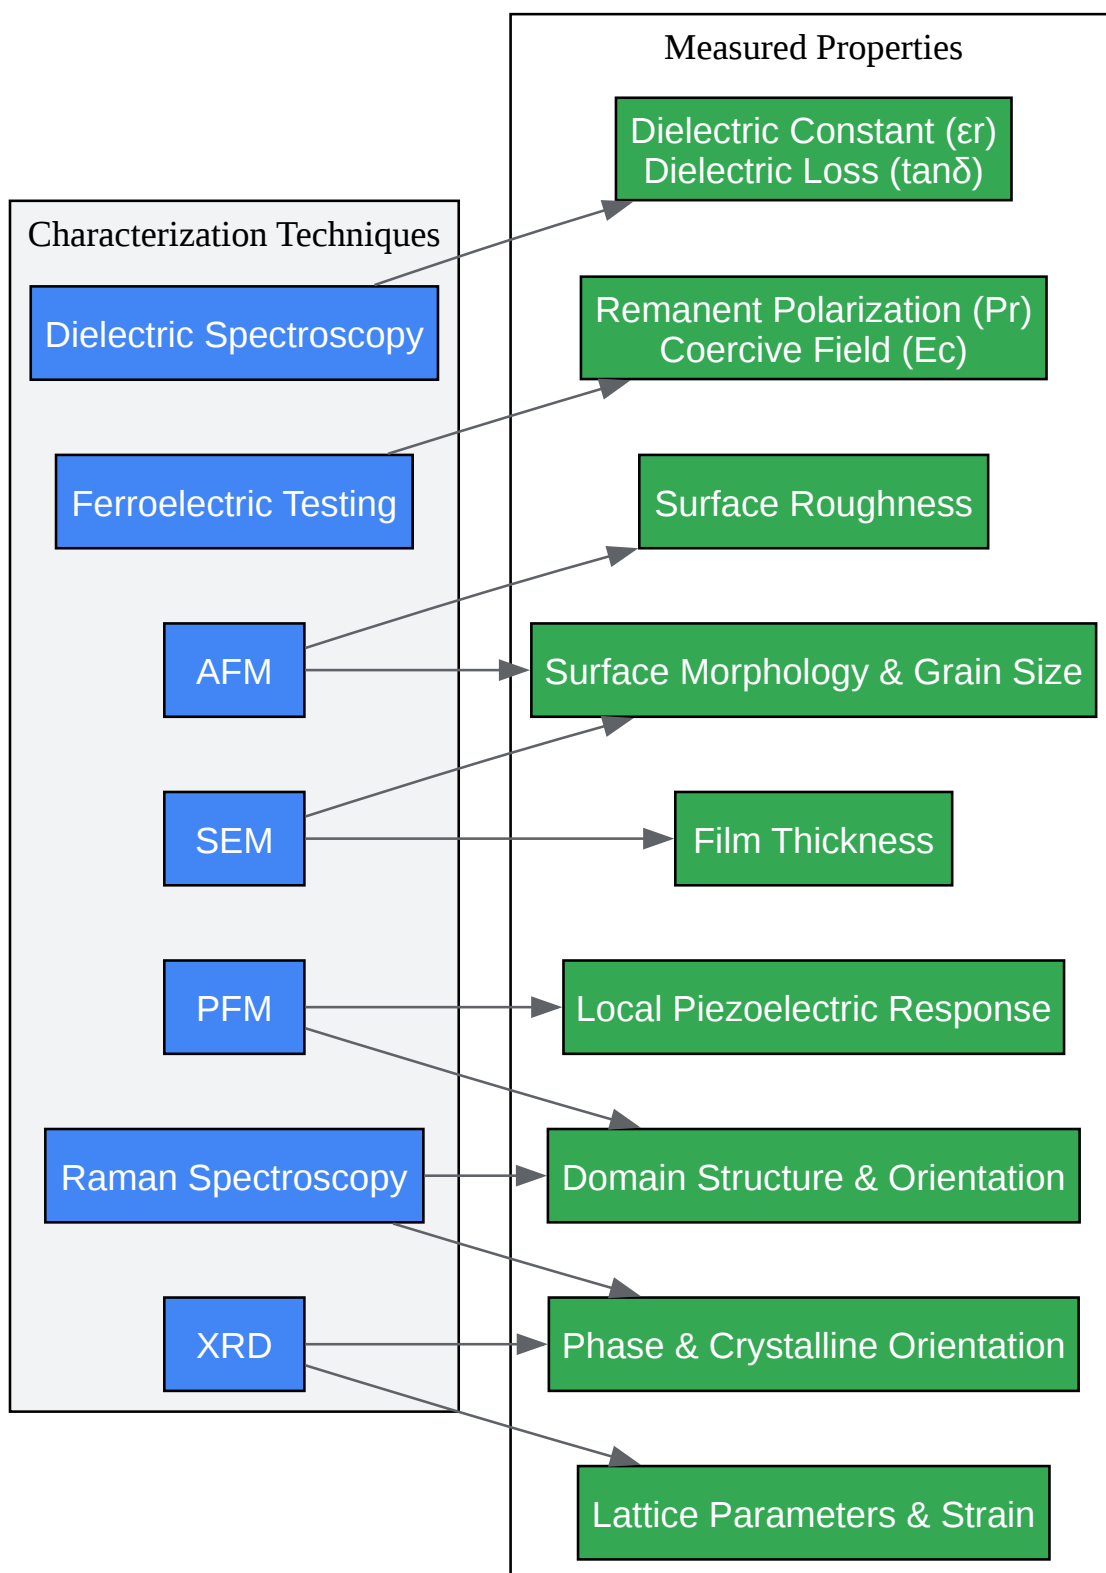 Measured Properties
Dielectric Constant (εr)
Dielectric Loss (tanδ)
Characterization Techniques
Dielectric Spectroscopy
Remanent Polarization (Pr)
Coercive Field (Ec)
Ferroelectric Testing
Surface Roughness
AFM
Surface Morphology & Grain Size
SEM
Film Thickness
PFM
Local Piezoelectric Response
Raman Spectroscopy
Domain Structure & Orientation
XRD
Phase & Crystalline Orientation
Lattice Parameters & Strain